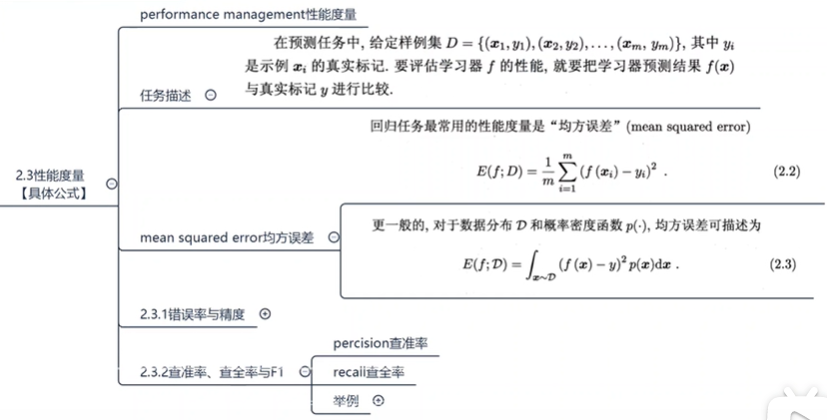 performance management性能度量
在预测任务中, 给定样例集 D = {(x₁, y₁), (x₂, y₂), . . . , (xₘ, yₘ)}, 其中 yᵢ
是示例 xᵢ 的真实标记. 要评估学习器 f 的性能, 就要把学习器预测结果 f(x)
与真实标记 y 进行比较.
任务描述
回归任务最常用的性能度量是“均方误差”(mean squared error)
E(f; D) = 1/m ∑ᵢ₌₁ᵐ (f (xᵢ) − yᵢ)² . (2.2)
2.3性能度量
【具体公式】
更一般的, 对于数据分布 𝒟 和概率密度函数 p(·), 均方误差可描述为
mean squared error均方误差
E(f; 𝒟) = ∫ₓ∼𝒟 (f (x) − y)² p(x)dx . (2.3)
2.3.1错误率与精度
percision查准率
2.3.2查准率、查全率与F1
recaii查全率
举例